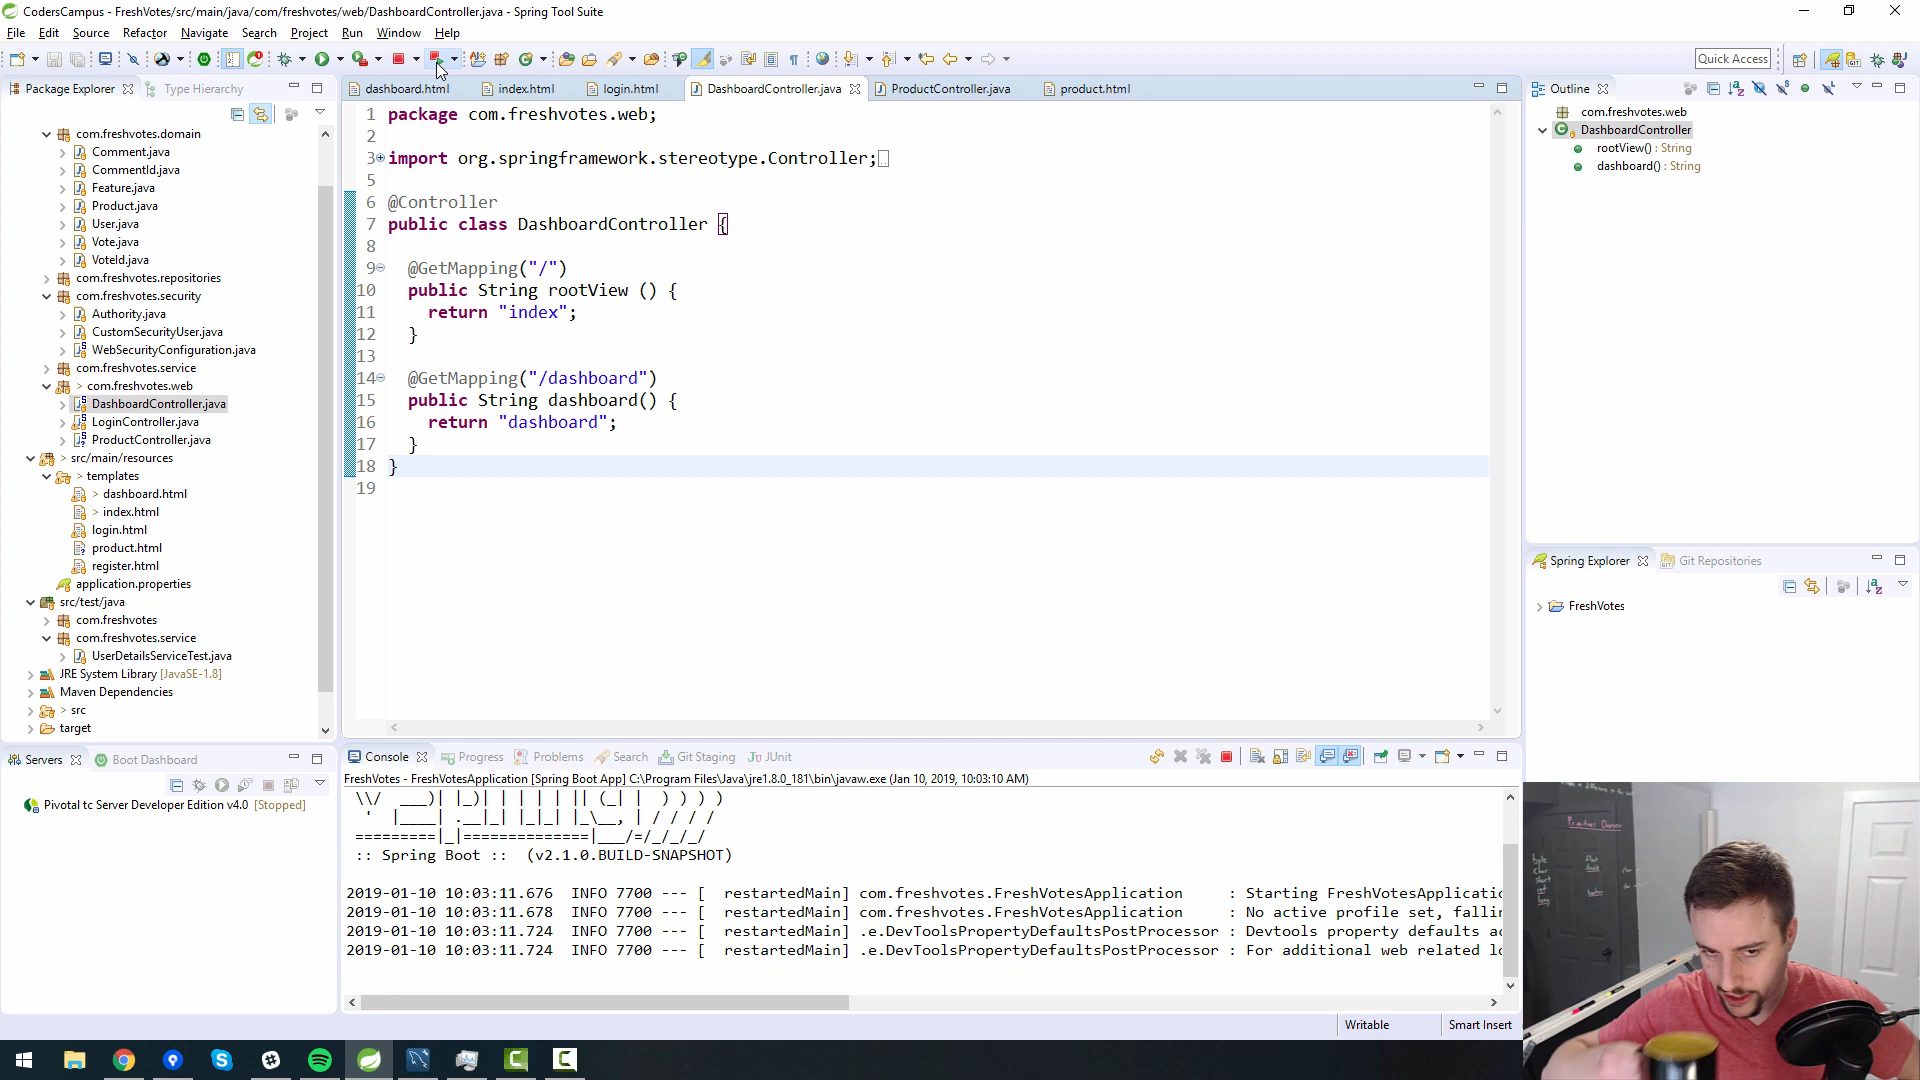 CodersCampus - FreshVotes/src/main/java/com/freshvotes/web/DashboardController.java - Spring Tool Suite
File Edit Source Refactor Navigate Search Project Run Window Help
Quick Access
Package Explorer Type Hierarchy
com.freshvotes.domain
Comment.java
CommentId.java
Feature.java
Product.java
User.java
Vote.java
VoteId.java
com.freshvotes.repositories
com.freshvotes.security
Authority.java
CustomSecurityUser.java
WebSecurityConfiguration.java
com.freshvotes.service
> com.freshvotes.web
DashboardController.java
LoginController.java
ProductController.java
> src/main/resources
> templates
> dashboard.html
> index.html
login.html
product.html
register.html
application.properties
src/test/java
com.freshvotes
com.freshvotes.service
UserDetailsServiceTest.java
JRE System Library [JavaSE-1.8]
Maven Dependencies
> src
target
Servers Boot Dashboard
Pivotal tc Server Developer Edition v4.0 [Stopped]
dashboard.html index.html login.html DashboardController.java ProductController.java product.html
1 package com.freshvotes.web;
2
3 import org.springframework.stereotype.Controller;
5
6 @Controller
7 public class DashboardController {
8
9 @GetMapping("/")
10 public String rootView () {
11 return "index";
12 }
13
14 @GetMapping("/dashboard")
15 public String dashboard() {
16 return "dashboard";
17 }
18 }
19
Console Progress Problems Search Git Staging JUnit
FreshVotes - FreshVotesApplication [Spring Boot App] C:\Program Files\Java\jre1.8.0_181\bin\javaw.exe (Jan 10, 2019, 10:03:10 AM)
\\/  ___)| |_)| | | | | || (_| |  ) ) ) )
'  |____| .__|_| |_|_| |_\__, | / / / /
=========|_|==============|___/=/_/_/_/
:: Spring Boot :: (v2.1.0.BUILD-SNAPSHOT)
2019-01-10 10:03:11.676 INFO 7700 --- [ restartedMain] com.freshvotes.FreshVotesApplication : Starting FreshVotesApplicatio
2019-01-10 10:03:11.678 INFO 7700 --- [ restartedMain] com.freshvotes.FreshVotesApplication : No active profile set, fallin
2019-01-10 10:03:11.724 INFO 7700 --- [ restartedMain] .e.DevToolsPropertyDefaultsPostProcessor : Devtools property defaults ac
2019-01-10 10:03:11.724 INFO 7700 --- [ restartedMain] .e.DevToolsPropertyDefaultsPostProcessor : For additional web related lo
Writable Smart Insert
Outline
com.freshvotes.web
DashboardController
rootView() : String
dashboard() : String
Spring Explorer Git Repositories
FreshVotes